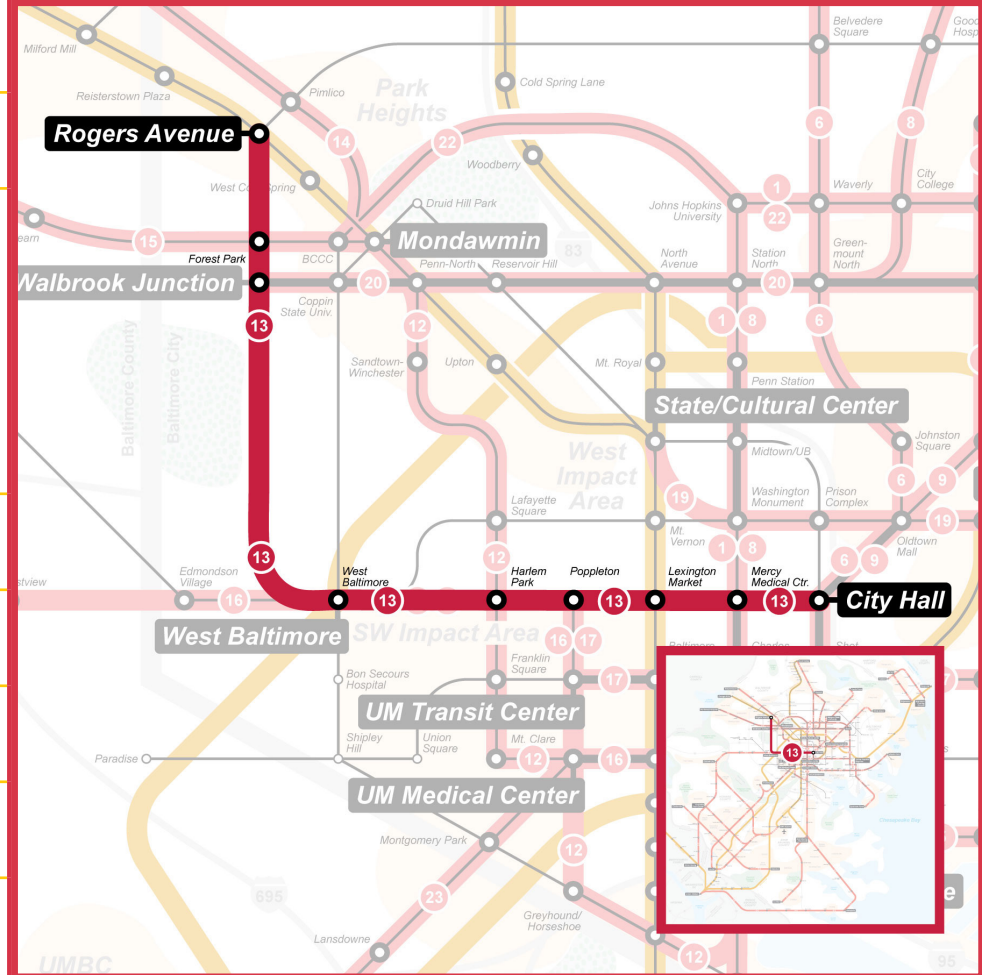 Belvedere
Square
Milford Mill
Reisterstown Plaza
Pimlico
Park
Heights
Cold Spring Lane
6
8
Rogers Avenue
14
22
Woodberry
West
Spring
1
22
Waverly
City
College
Druid Hill Park
Johns Hopkins
University
15
Forest Park
BCCC
Mondawmin
83
Penn-North
Reservoir Hill
North
Avenue
Station
North
Green-
mount
North
Walbrook Junction
20
20
Coppin
State Univ.
13
12
1
8
6
Baltimore County
Baltimore City
Sandtown-
Winchester
Upton
Mt. Royal
Penn Station
State/Cultural Center
West
Impact
Area
Midtown/UB
Johnston
Square
6
9
19
Washington
Monument
Prison
Complex
19
Lafayette
Square
Mt.
Vernon
Oldtown
Mall
13
12
1
8
6
9
Edmondson
Village
West
Baltimore
Harlem
Park
Poppleton
Lexington
Market
Mercy
Medical Ctr.
16
13
13
13
City Hall
West Baltimore
SW Impact Area
16
17
Bon Secours
Hospital
Franklin
Square
17
UM Transit Center
Shipley
Hill
Union
Square
Mt. Clare
Paradise
12
16
13
UM Medical Center
Montgomery Park
12
695
23
Greyhound/
Horseshoe
Lansdowne
12
UMBC
95